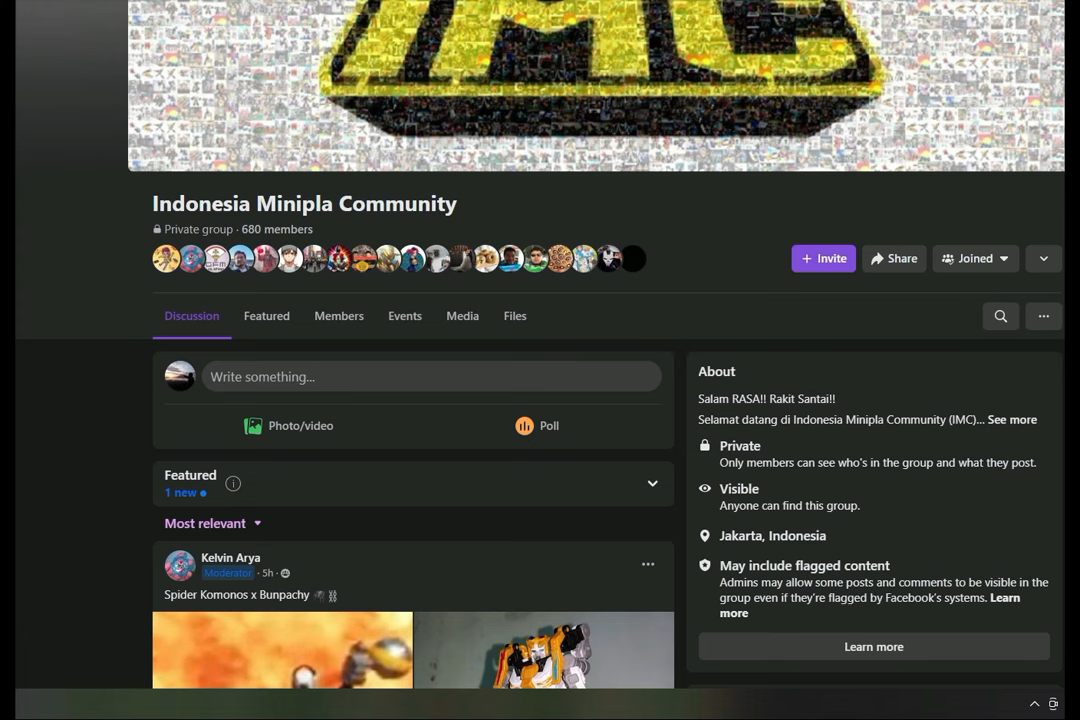 IMC
Indonesia Minipla Community
Private group · 680 members
+ Invite
Share
Joined
Discussion
Featured
Members
Events
Media
Files
Write something...
Photo/video
Poll
Featured
1 new
Most relevant
Kelvin Arya
Moderator · 5h ·
Spider Komonos x Bunpachy
About
Salam RASA!! Rakit Santai!!
Selamat datang di Indonesia Minipla Community (IMC)... See more
Private
Only members can see who's in the group and what they post.
Visible
Anyone can find this group.
Jakarta, Indonesia
May include flagged content
Admins may allow some posts and comments to be visible in the
group even if they're flagged by Facebook's systems. Learn
more
Learn more